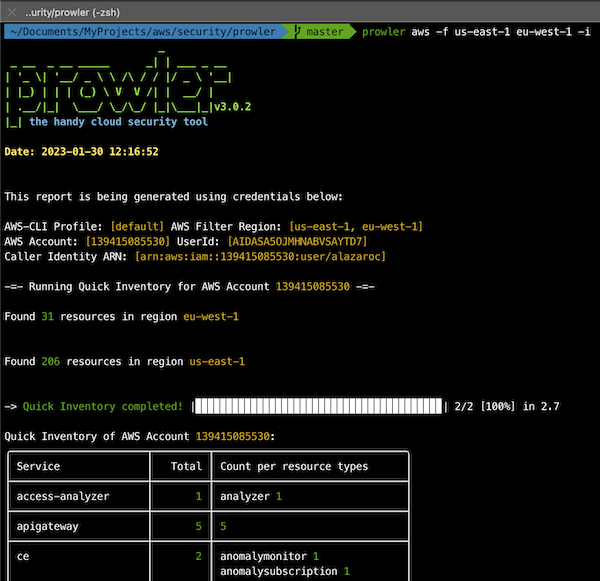 ..urity/prowler (-zsh)
~/Documents/MyProjects/aws/security/prowler master prowler aws -f us-east-1 eu-west-1 -i
prowler v3.0.2
the handy cloud security tool
Date: 2023-01-30 12:16:52
This report is being generated using credentials below:
AWS-CLI Profile: [default] AWS Filter Region: [us-east-1, eu-west-1]
AWS Account: [139415085530] UserId: [AIDASA5OJMHNABVSAYTD7]
Caller Identity ARN: [arn:aws:iam::139415085530:user/alazaroc]
-=- Running Quick Inventory for AWS Account 139415085530 -=-
Found 31 resources in region eu-west-1
Found 206 resources in region us-east-1
-> Quick Inventory completed! | | 2/2 [100%] in 2.7
Quick Inventory of AWS Account 139415085530:
Service Total Count per resource types
access-analyzer 1 analyzer 1
apigateway 5 5
ce 2 anomalymonitor 1
anomalysubscription 1